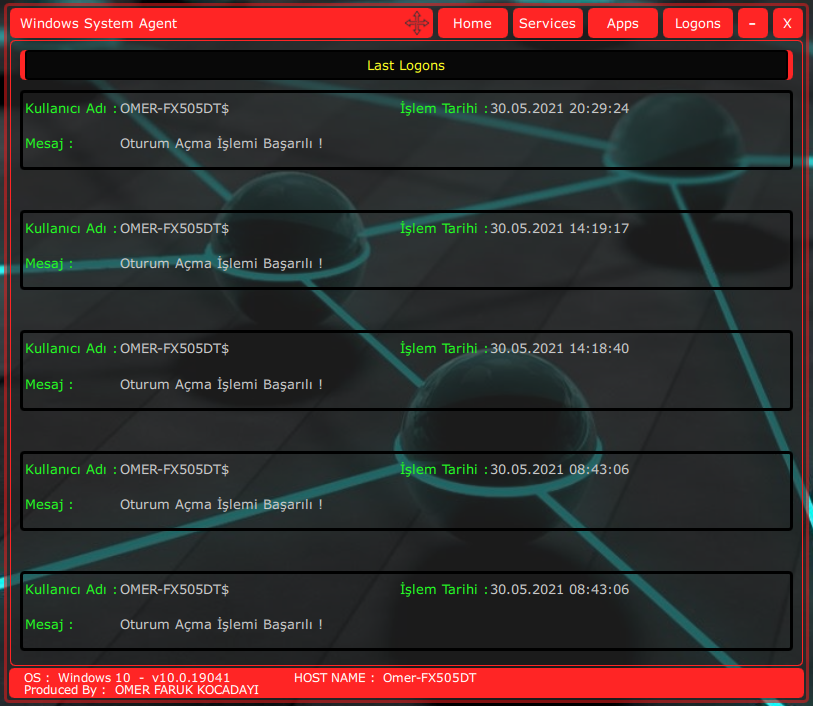 Windows System Agent Home Services Apps Logons – X
Last Logons
Kullanıcı Adı : OMER-FX505DT$ İşlem Tarihi : 30.05.2021 20:29:24
Mesaj : Oturum Açma İşlemi Başarılı !
Kullanıcı Adı : OMER-FX505DT$ İşlem Tarihi : 30.05.2021 14:19:17
Mesaj : Oturum Açma İşlemi Başarılı !
Kullanıcı Adı : OMER-FX505DT$ İşlem Tarihi : 30.05.2021 14:18:40
Mesaj : Oturum Açma İşlemi Başarılı !
Kullanıcı Adı : OMER-FX505DT$ İşlem Tarihi : 30.05.2021 08:43:06
Mesaj : Oturum Açma İşlemi Başarılı !
Kullanıcı Adı : OMER-FX505DT$ İşlem Tarihi : 30.05.2021 08:43:06
Mesaj : Oturum Açma İşlemi Başarılı !
OS : Windows 10 - v10.0.19041 HOST NAME : Omer-FX505DT
Produced By : OMER FARUK KOCADAYI